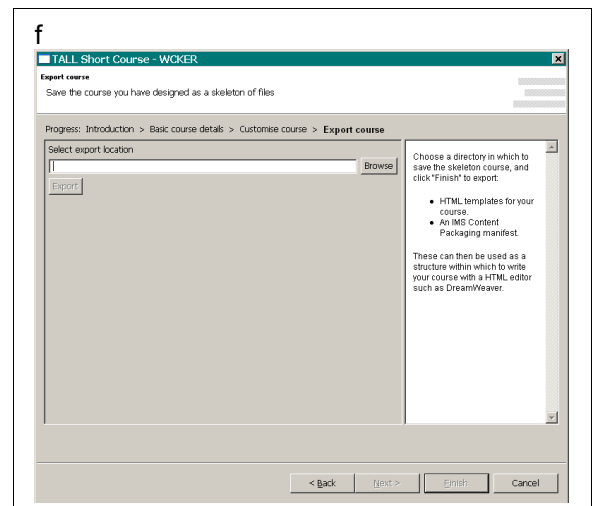 f
TALL Short Course - WCKER
Export course
Save the course you have designed as a skeleton of files
Progress: Introduction > Basic course details > Customise course > Export course
Select export location
Browse
Export
Choose a directory in which to
save the skeleton course, and
click "Finish" to export:
• HTML templates for your
course.
• An IMS Content
Packaging manifest.
These can then be used as a
structure within which to write
your course with a HTML editor
such as DreamWeaver.
< Back Next > Finish Cancel